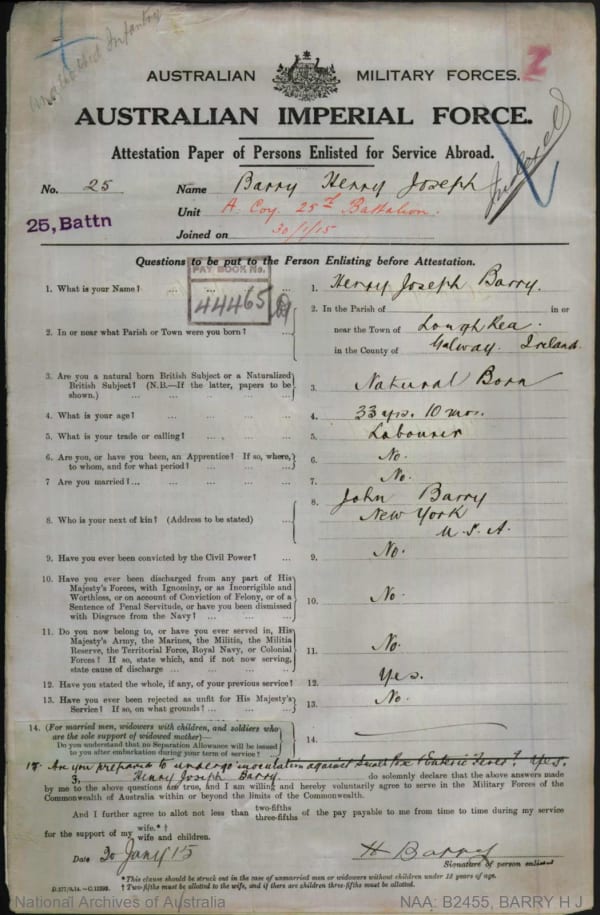 Unallotted Infantry
Z
AUSTRALIAN MILITARY FORCES.
AUSTRALIAN IMPERIAL FORCE.
Attestation Paper of Persons Enlisted for Service Abroad.
Indexed
No. 25 Name Barry Henry Joseph
Unit A. Coy. 25th Battalion.
25, Battn
Joined on 30/1/15
Questions to be put to the Person Enlisting before Attestation.
PAY BOOK No.
44465
1. What is your Name? ... 1. Henry Joseph Barry.
2. In or near what Parish or Town were you born? ... 2. In the Parish of in or
near the Town of Loughrea.
in the County of Galway. Ireland.
3. Are you a natural born British Subject or a Naturalized
British Subject? (N.B.—If the latter, papers to be
shown.) ... 3. Natural Born
4. What is your age? ... 4. 33 yrs. 10 mos.
5. What is your trade or calling? ... 5. Labourer
6. Are you, or have you been, an Apprentice? If so, where,
to whom, and for what period? ... 6. No.
7. Are you married? ... 7. No.
8. Who is your next of kin? (Address to be stated) ... 8. John Barry
New York
U.S.A.
9. Have you ever been convicted by the Civil Power? ... 9. No.
10. Have you ever been discharged from any part of His
Majesty's Forces, with Ignominy, or as Incorrigible and
Worthless, or on account of Conviction of Felony, or of a
Sentence of Penal Servitude, or have you been dismissed
with Disgrace from the Navy? ... 10. No.
11. Do you now belong to, or have you ever served in, His
Majesty's Army, the Marines, the Militia, the Militia
Reserve, the Territorial Force, Royal Navy, or Colonial
Forces? If so, state which, and if not now serving,
state cause of discharge ... 11. No.
12. Have you stated the whole, if any, of your previous service? 12. Yes.
13. Have you ever been rejected as unfit for His Majesty's
Service? If so, on what grounds? ... 13. No.
14. (For married men, widowers with children, and soldiers who
are the sole support of widowed mother)—
Do you understand that no Separation Allowance will be issued
to you after embarkation during your term of service? ... 14.
15. Are you prepared to undergo inoculation against Small Pox & Enteric Fever? Yes.
I, Henry Joseph Barry. do solemnly declare that the above answers made
by me to the above questions are true, and I am willing and hereby voluntarily agree to serve in the Military Forces of the
Commonwealth of Australia within or beyond the limits of the Commonwealth.
And I further agree to allot not less than two-fifths
three-fifths of the pay payable to me from time to time during my service
for the support of my wife.* †
wife and children.
Date 20 Jany 15 H Barry
Signature of person enlisted
*This clause should be struck out in the case of unmarried men or widowers without children under 18 years of age.
† Two-fifths must be allotted to the wife, and if there are children three-fifths must be allotted.
National Archives of Australia NAA: B2455, BARRY H J